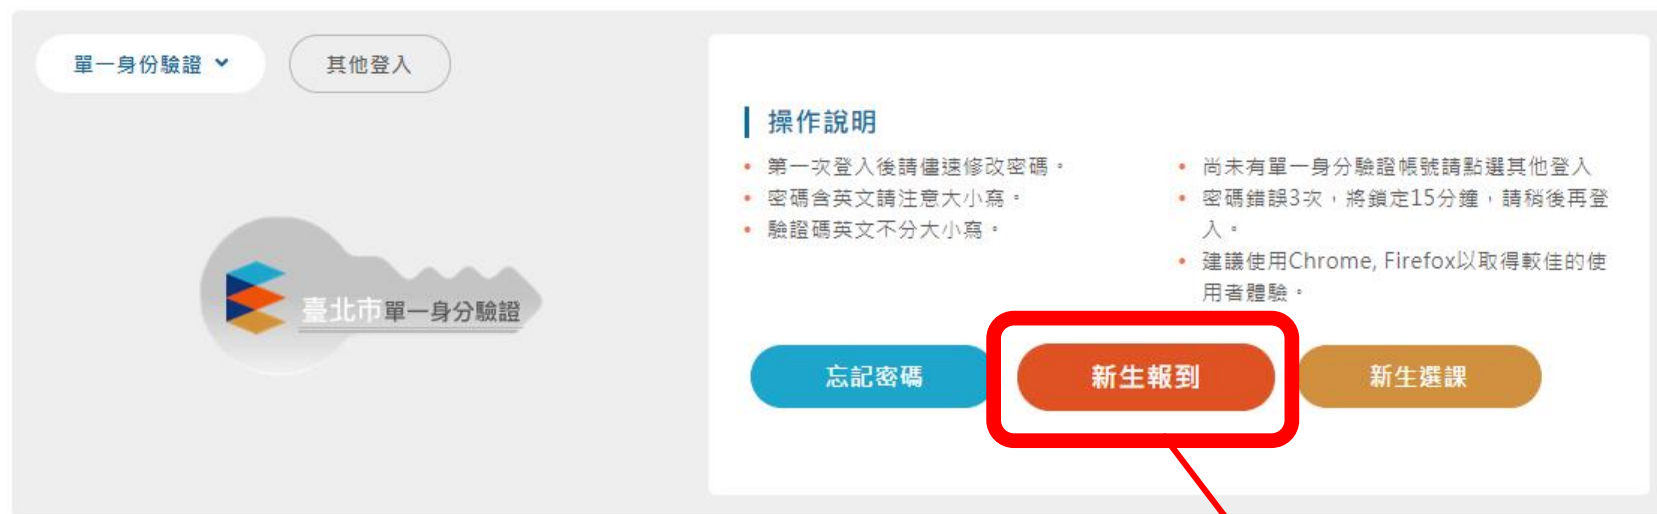 單一身份驗證
其他登入
臺北市單一身分驗證
操作說明
第一次登入後請儘速修改密碼。
密碼含英文請注意大小寫。
驗證碼英文不分大小寫。
尚未有單一身分驗證帳號請點選其他登入
密碼錯誤3次，將鎖定15分鐘，請稍後再登
入。
建議使用Chrome, Firefox以取得較佳的使
用者體驗。
忘記密碼
新生報到
新生選課